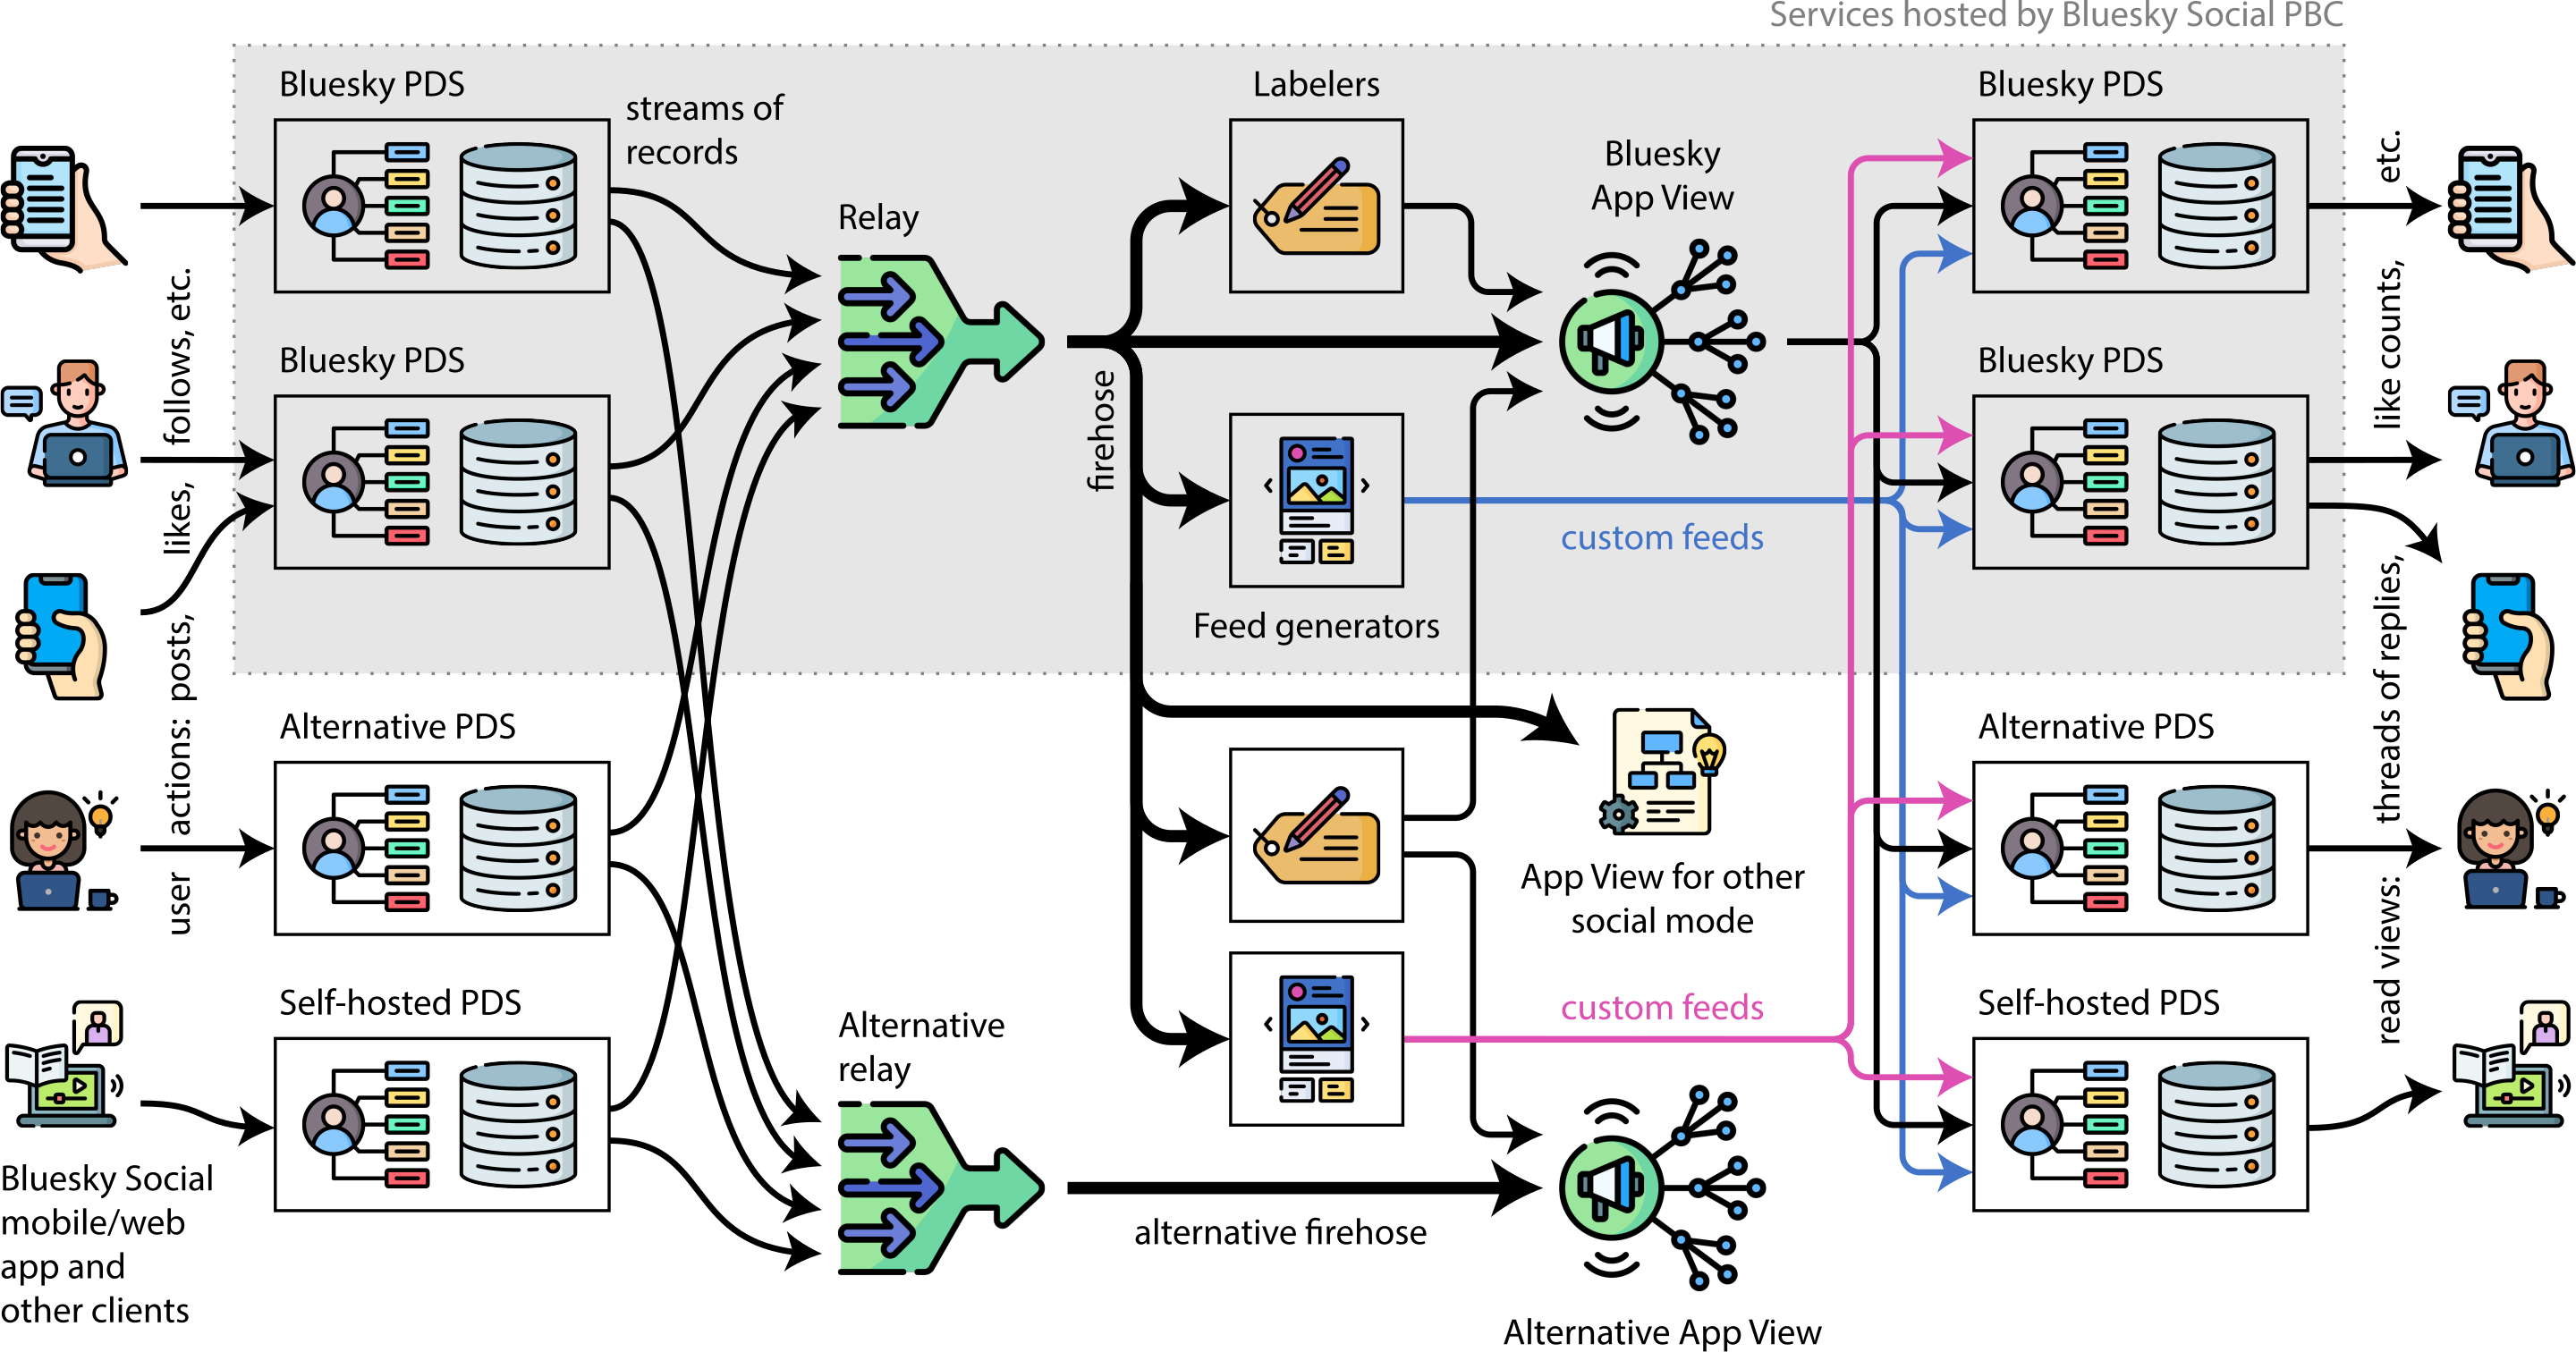 Services hosted by Bluesky Social PBC
Bluesky PDS
streams of
records
Labelers
Bluesky
App View
Bluesky PDS
Relay
Bluesky PDS
firehose
Bluesky PDS
custom feeds
Feed generators
user actions: posts, likes, follows, etc.
read views: threads of replies, like counts, etc.
Alternative PDS
Alternative PDS
App View for other
social mode
Self-hosted PDS
Alternative
relay
custom feeds
Self-hosted PDS
Bluesky Social
mobile/web
app and
other clients
alternative firehose
Alternative App View